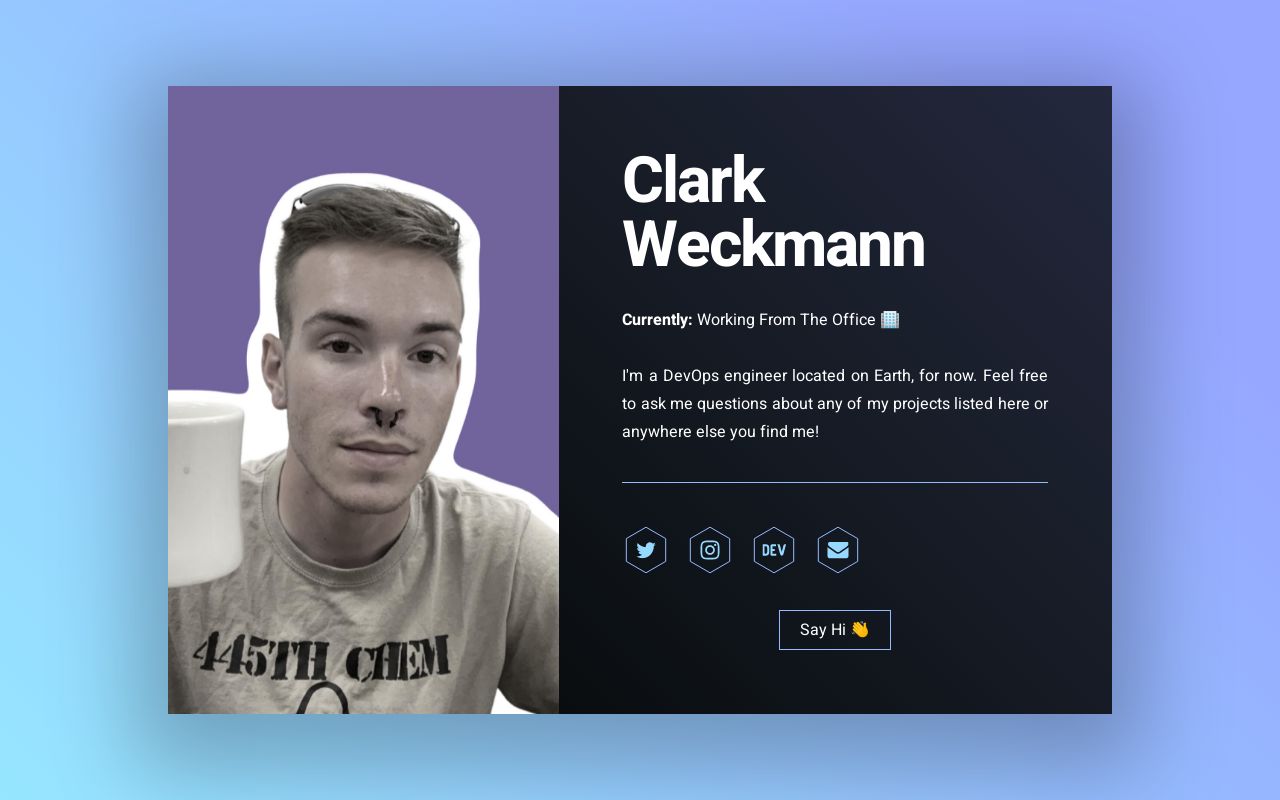 Clark
Weckmann
Currently: Working From The Office 🏢
I'm a DevOps engineer located on Earth, for now. Feel free
to ask me questions about any of my projects listed here or
anywhere else you find me!
DEV
Say Hi 👋
445TH CHEM